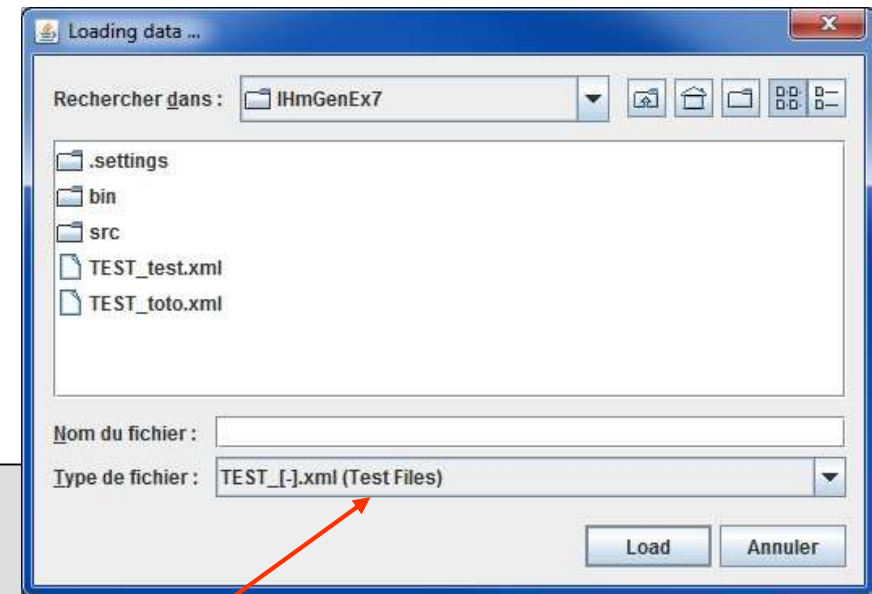 Loading data ...
Rechercher dans : IHmGenEx7
.settings
bin
src
TEST_test.xml
TEST_toto.xml
Nom du fichier :
Type de fichier : TEST_[-].xml (Test Files)
Load Annuler